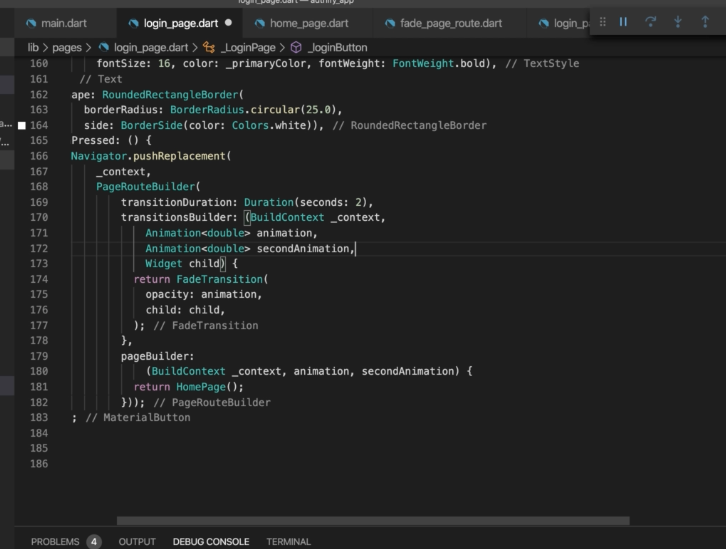 login_page.dart — authify_app
main.dart
login_page.dart
home_page.dart
fade_page_route.dart
login_p
lib > pages > login_page.dart > _LoginPage > _loginButton
160 fontSize: 16, color: _primaryColor, fontWeight: FontWeight.bold), // TextStyle
161 // Text
162 ape: RoundedRectangleBorder(
163 borderRadius: BorderRadius.circular(25.0),
a...
164 side: BorderSide(color: Colors.white)), // RoundedRectangleBorder
165 Pressed: () {
166 Navigator.pushReplacement(
167 _context,
168 PageRouteBuilder(
169 transitionDuration: Duration(seconds: 2),
170 transitionsBuilder: (BuildContext _context,
171 Animation<double> animation,
172 Animation<double> secondAnimation,
173 Widget child) {
174 return FadeTransition(
175 opacity: animation,
176 child: child,
177 ); // FadeTransition
178 },
179 pageBuilder:
180 (BuildContext _context, animation, secondAnimation) {
181 return HomePage();
182 })); // PageRouteBuilder
183 ; // MaterialButton
184
185
186
PROBLEMS 4 OUTPUT DEBUG CONSOLE TERMINAL